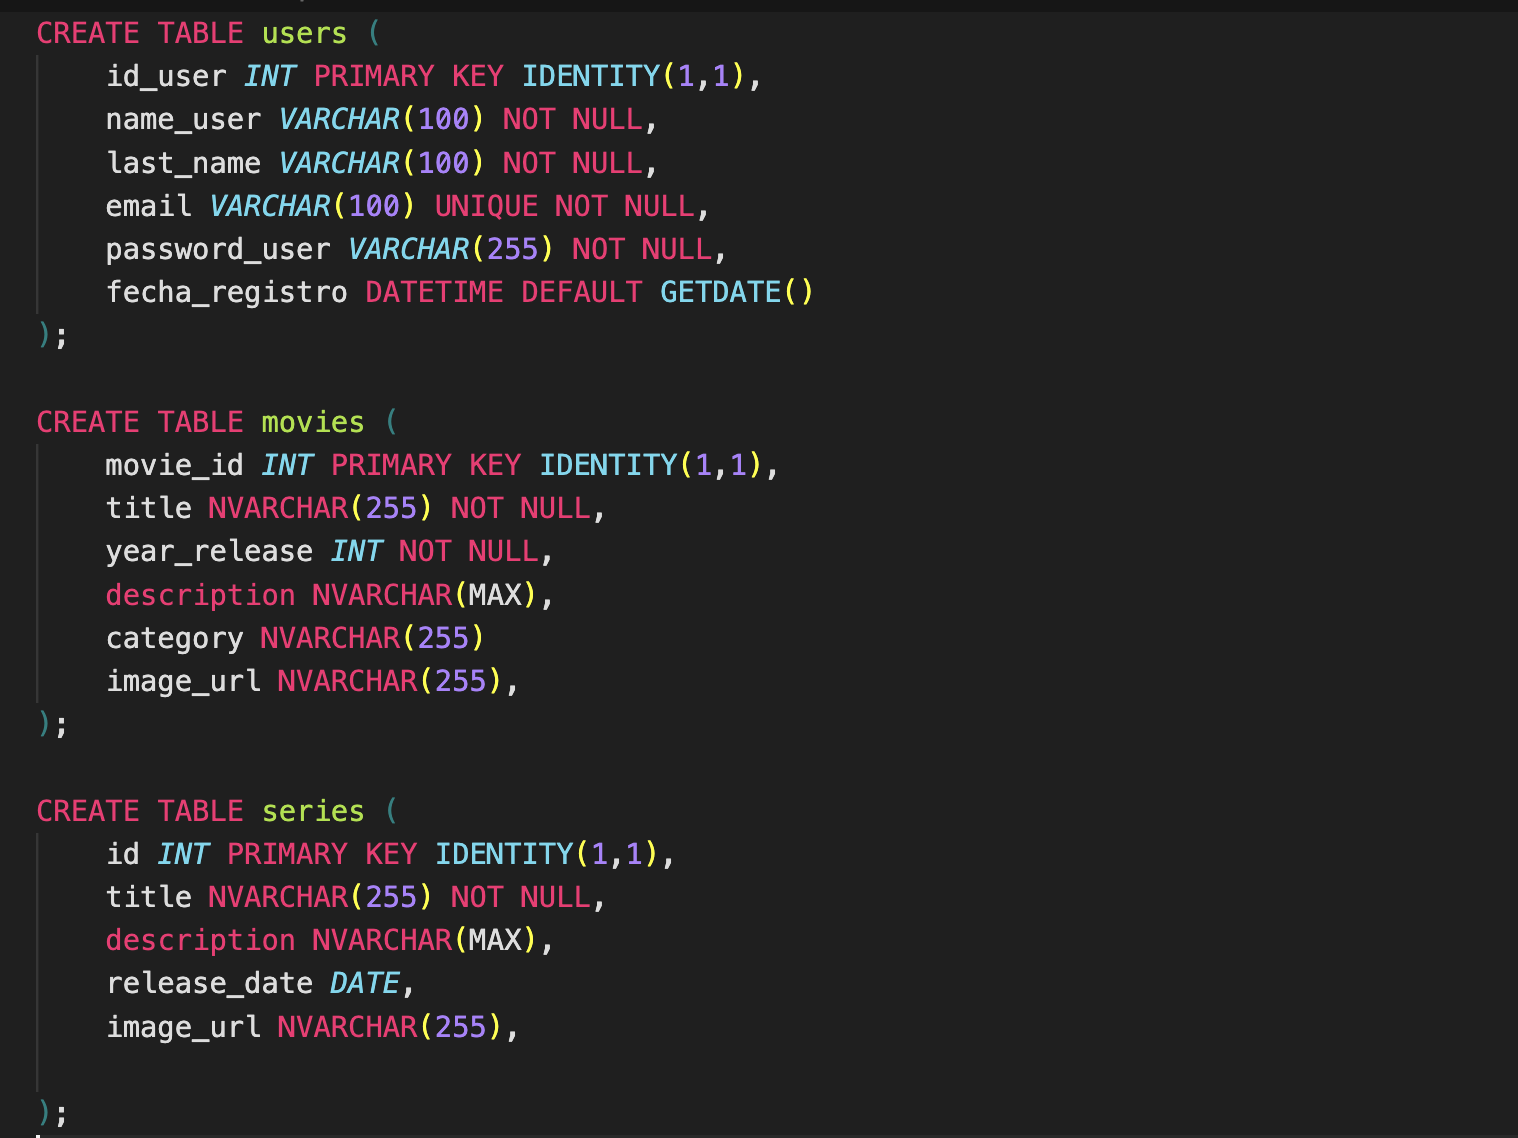 CREATE TABLE users (
    id_user INT PRIMARY KEY IDENTITY(1,1),
    name_user VARCHAR(100) NOT NULL,
    last_name VARCHAR(100) NOT NULL,
    email VARCHAR(100) UNIQUE NOT NULL,
    password_user VARCHAR(255) NOT NULL,
    fecha_registro DATETIME DEFAULT GETDATE()
);

CREATE TABLE movies (
    movie_id INT PRIMARY KEY IDENTITY(1,1),
    title NVARCHAR(255) NOT NULL,
    year_release INT NOT NULL,
    description NVARCHAR(MAX),
    category NVARCHAR(255)
    image_url NVARCHAR(255),
);

CREATE TABLE series (
    id INT PRIMARY KEY IDENTITY(1,1),
    title NVARCHAR(255) NOT NULL,
    description NVARCHAR(MAX),
    release_date DATE,
    image_url NVARCHAR(255),

);